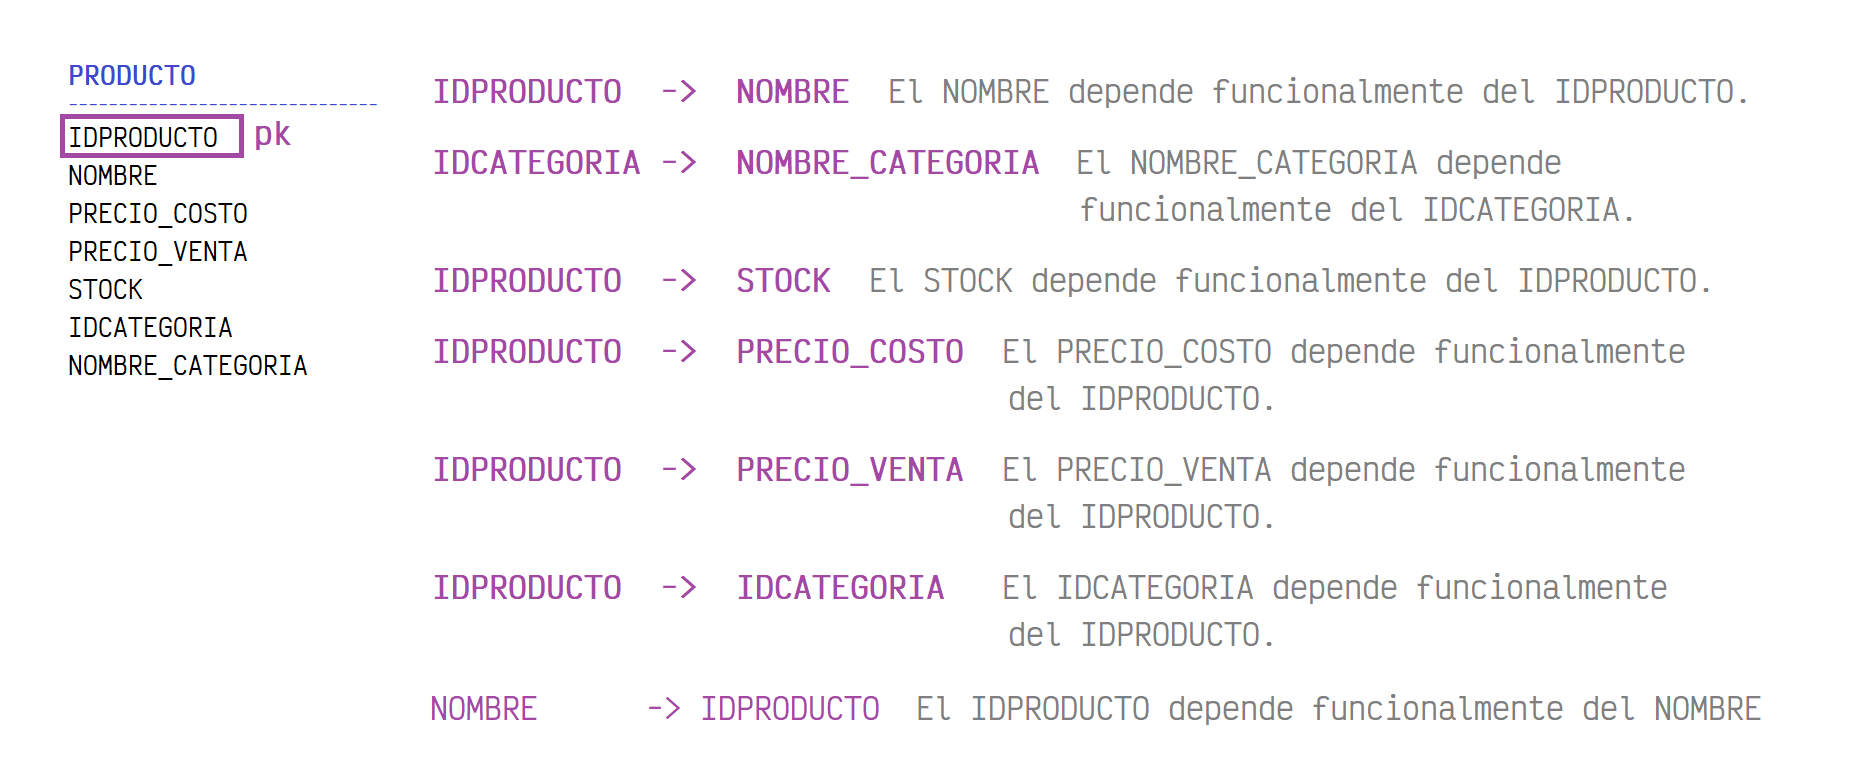 PRODUCTO
-------------------------------
IDPRODUCTO pk
NOMBRE
PRECIO_COSTO
PRECIO_VENTA
STOCK
IDCATEGORIA
NOMBRE_CATEGORIA
IDPRODUCTO -> NOMBRE El NOMBRE depende funcionalmente del IDPRODUCTO.
IDCATEGORIA -> NOMBRE_CATEGORIA El NOMBRE_CATEGORIA depende
funcionalmente del IDCATEGORIA.
IDPRODUCTO -> STOCK El STOCK depende funcionalmente del IDPRODUCTO.
IDPRODUCTO -> PRECIO_COSTO El PRECIO_COSTO depende funcionalmente
del IDPRODUCTO.
IDPRODUCTO -> PRECIO_VENTA El PRECIO_VENTA depende funcionalmente
del IDPRODUCTO.
IDPRODUCTO -> IDCATEGORIA El IDCATEGORIA depende funcionalmente
del IDPRODUCTO.
NOMBRE -> IDPRODUCTO El IDPRODUCTO depende funcionalmente del NOMBRE